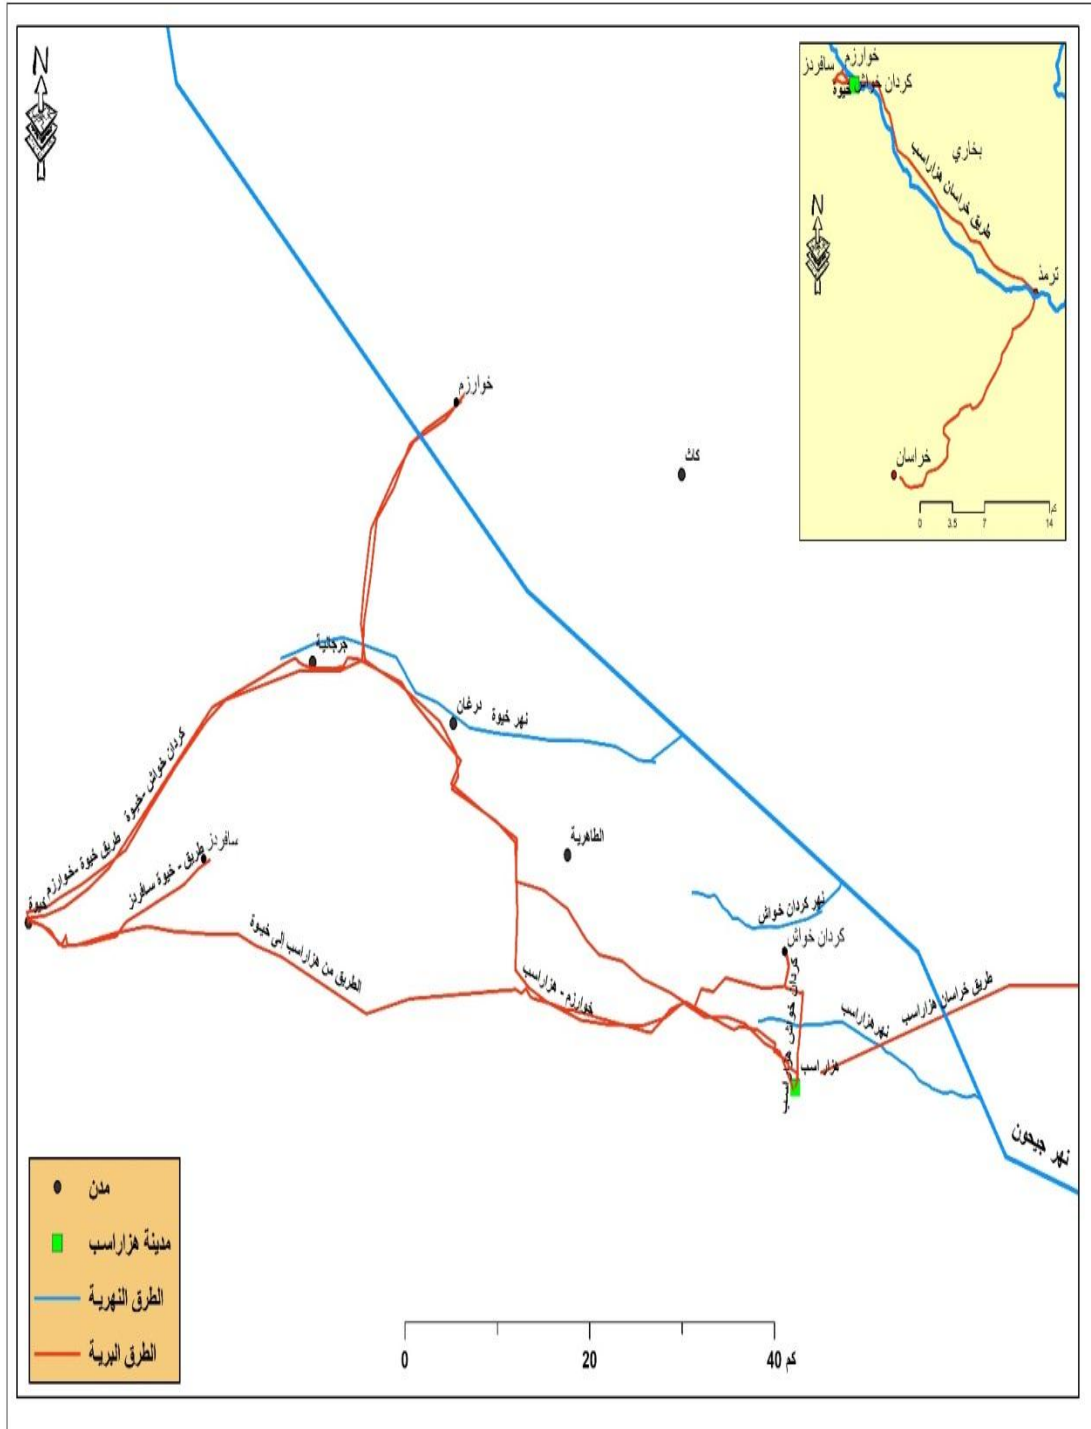 N
خوارزم
سافردز
كردان خواش
خيوة
بخاري
طريق خراسان هزاراسب
N
ترمذ
خراسان
0 3.5 7 14 كم
خوارزم
كاث
جرجانية
درغان
نهر خيوة
كردان خواش - خيوة
طريق خيوة - خوارزم
سافردز
طريق - خيوة سافردز
خيوة
الطاهرية
نهر كردان خواش
كردان خواش
الطريق من هزاراسب إلى خيوة
خوارزم - هزاراسب
كردان خواش هزاراسب
طريق خراسان هزاراسب
نهر هزاراسب
هزاراسب
نهر جيحون
مدن
مدينة هزاراسب
الطرق النهرية
الطرق البرية
0 20 40 كم